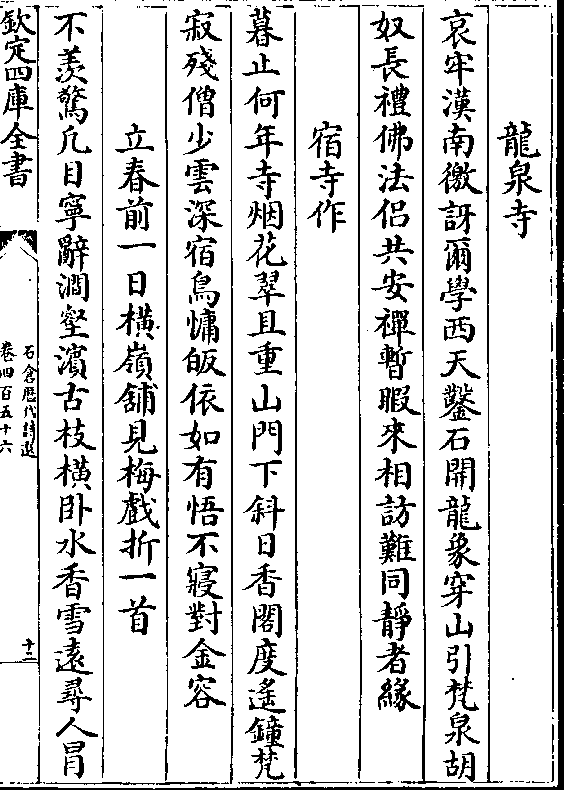 龍泉寺
哀牢漢南徼訝爾學西天鑿石開龍象穿山引梵泉胡
奴長禮佛法侣共安禪暫暇來相訪難同靜者緣
宿寺作
暮止何年寺烟花翠且重山門下斜日香閣度遙鐘梵
寂殘僧少雲深宿鳥慵皈依如有悟不寢對金容
立春前一日橫嶺舖見梅戲折一首
不羨驚凡目寧辭澗壑濱古枝橫卧水香雪遠尋人冐
欽定四庫全書
石倉歷代詩選
卷四百五十六
十二